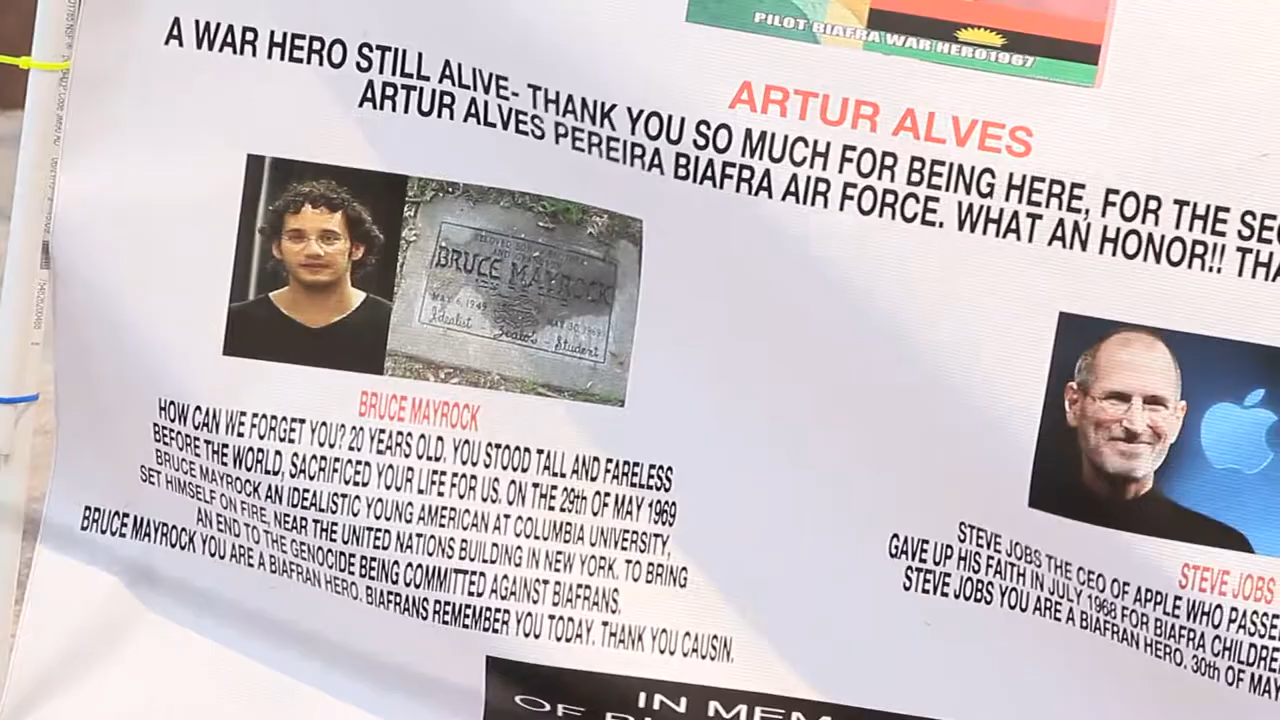 PILOT BIAFRA WAR HERO1967
ARTUR ALVES
A WAR HERO STILL ALIVE- THANK YOU SO MUCH FOR BEING HERE, FOR THE
ARTUR ALVES PEREIRA BIAFRA AIR FORCE. WHAT AN HONOR!!
BELOVED
BRUCE MAYROCK
MAY 6, 1949 MAY 30, 1969
Idealist Student
BRUCE MAYROCK
HOW CAN WE FORGET YOU? 20 YEARS OLD. YOU STOOD TALL AND FARELESS
BEFORE THE WORLD, SACRIFICED YOUR LIFE FOR US. ON THE 29th OF MAY 1969
BRUCE MAYROCK AN IDEALISTIC YOUNG AMERICAN AT COLUMBIA UNIVERSITY,
SET HIMSELF ON FIRE, NEAR THE UNITED NATIONS BUILDING IN NEW YORK. TO BRING
AN END TO THE GENOCIDE BEING COMMITTED AGAINST BIAFRANS.
BRUCE MAYROCK YOU ARE A BIAFRAN HERO. BIAFRANS REMEMBER YOU TODAY. THANK YOU CAUSIN.
STEVE JOBS
STEVE JOBS THE CEO OF APPLE WHO PASSE
GAVE UP HIS FAITH IN JULY 1968 FOR BIAFRA CHILDRE
STEVE JOBS YOU ARE A BIAFRAN HERO. 30th OF MAY
IN MEM
OF